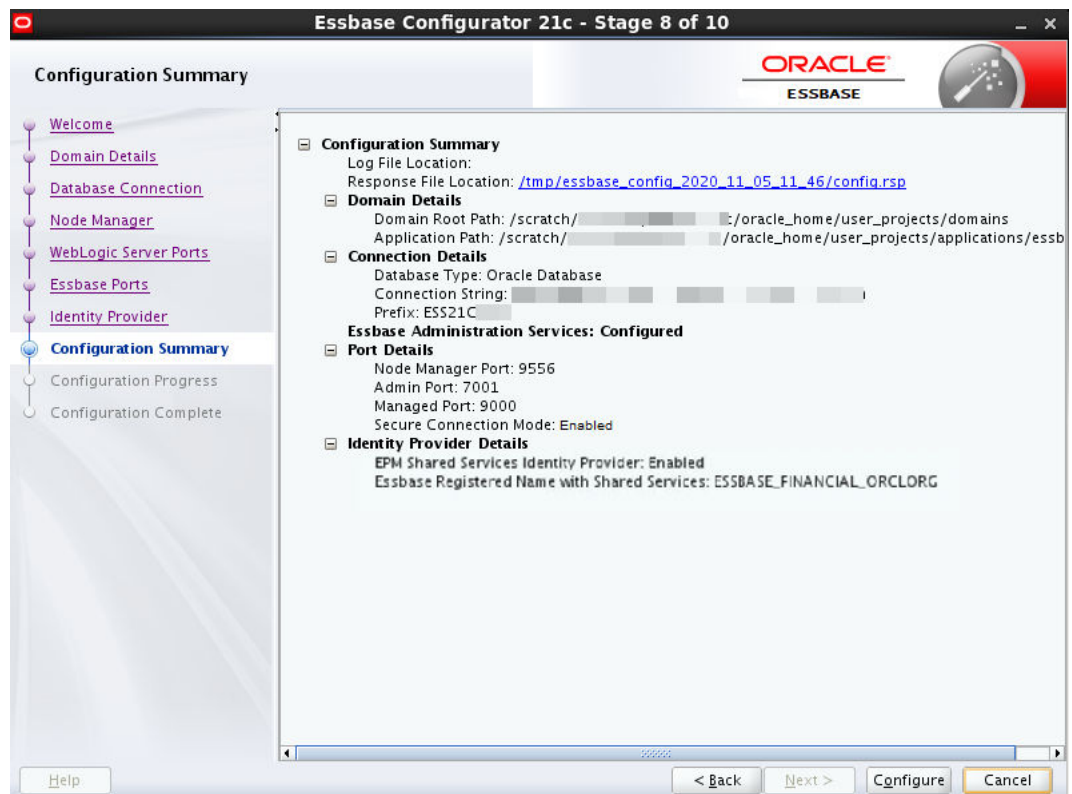 Essbase Configurator 21c - Stage 8 of 10
Configuration Summary
ORACLE
ESSBASE
Welcome
Domain Details
Database Connection
Node Manager
WebLogic Server Ports
Essbase Ports
Identity Provider
Configuration Summary
Configuration Progress
Configuration Complete
Configuration Summary
Log File Location:
Response File Location: /tmp/essbase_config_2020_11_05_11_46/config.rsp
Domain Details
Domain Root Path: /scratch/ /oracle_home/user_projects/domains
Application Path: /scratch/ /oracle_home/user_projects/applications/essb
Connection Details
Database Type: Oracle Database
Connection String:
Prefix: ESS21C
Essbase Administration Services: Configured
Port Details
Node Manager Port: 9556
Admin Port: 7001
Managed Port: 9000
Secure Connection Mode: Enabled
Identity Provider Details
EPM Shared Services Identity Provider: Enabled
Essbase Registered Name with Shared Services: ESSBASE_FINANCIAL_ORCLORG
Help
< Back
Next >
Configure
Cancel